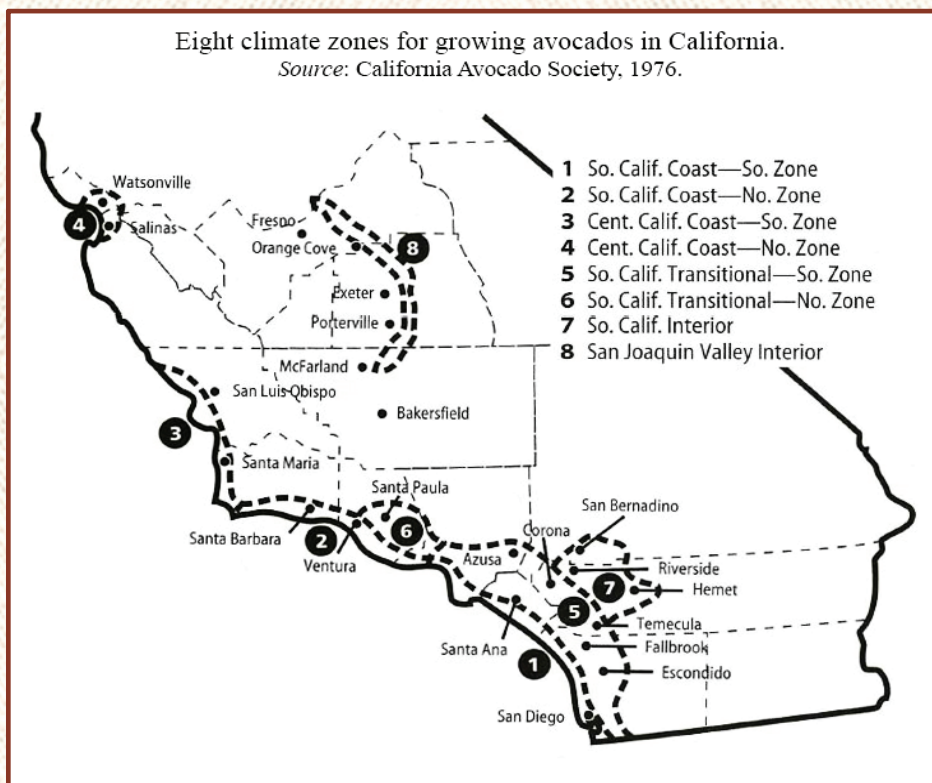 Eight climate zones for growing avocados in California.
Source: California Avocado Society, 1976.
1 So. Calif. Coast—So. Zone
2 So. Calif. Coast—No. Zone
3 Cent. Calif. Coast—So. Zone
4 Cent. Calif. Coast—No. Zone
5 So. Calif. Transitional—So. Zone
6 So. Calif. Transitional—No. Zone
7 So. Calif. Interior
8 San Joaquin Valley Interior
Watsonville
4
Salinas
Fresno
Orange Cove
8
Exeter
Porterville
McFarland
San Luis Obispo
Bakersfield
3
Santa Maria
Santa Paula
San Bernadino
Santa Barbara
2
6
Corona
Ventura
Azusa
Riverside
7
Hemet
5
Temecula
Santa Ana
Fallbrook
1
Escondido
San Diego